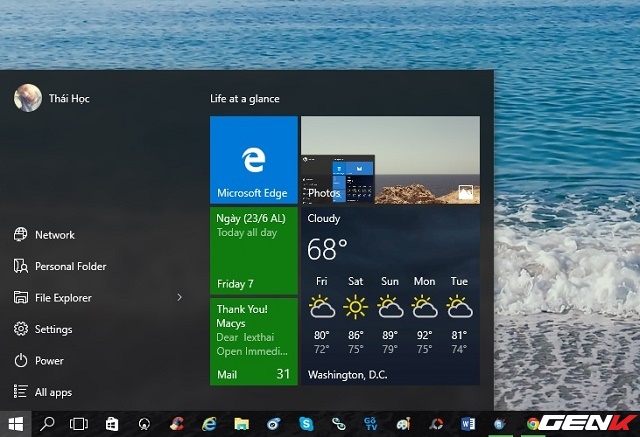 Thái Học
Life at a glance
Microsoft Edge
Photos
Network
Personal Folder
File Explorer
Settings
Power
All apps
Ngày (23/6 AL)
Today all day
Friday 7
Thank You!
Macys
Dear lexthai
Open Immedi...
Mail 31
Cloudy
68°
Fri Sat Sun Mon Tue
80° 86° 89° 92° 81°
72° 75° 79° 75° 74°
Washington, D.C.
GÕ
TV
GENK